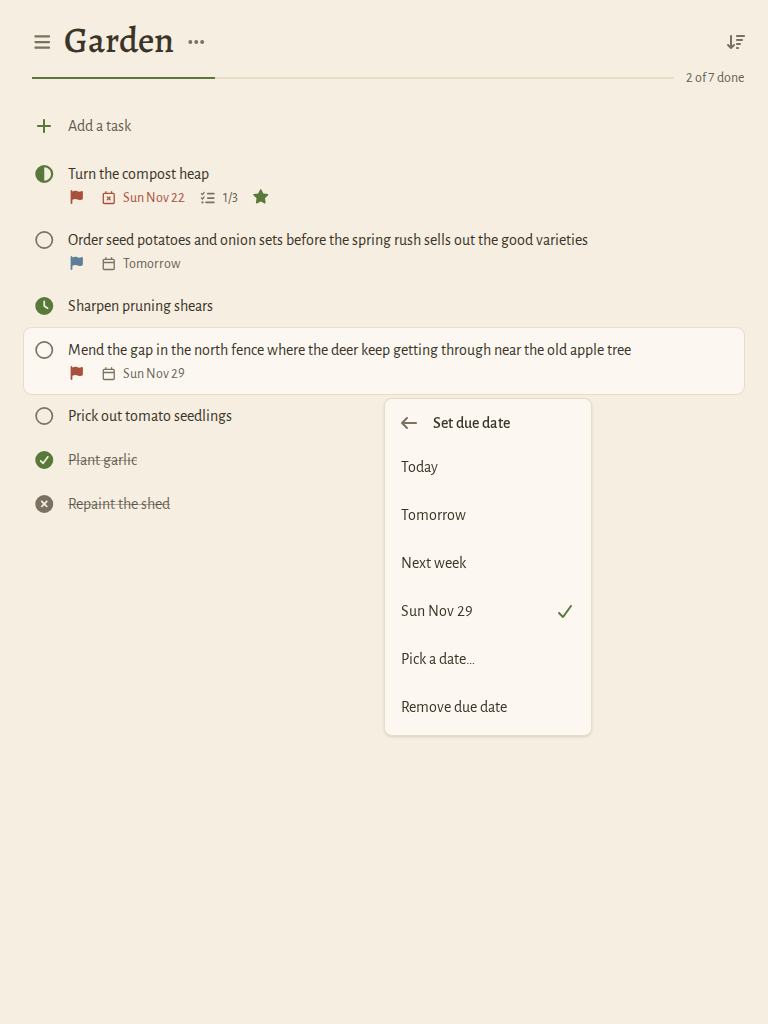 Garden
2 of 7 done
Add a task
Turn the compost heap
Sun Nov 22 1/3
Order seed potatoes and onion sets before the spring rush sells out the good varieties
Tomorrow
Sharpen pruning shears
Mend the gap in the north fence where the deer keep getting through near the old apple tree
Sun Nov 29
Prick out tomato seedlings
Plant garlic
Repaint the shed
Set due date
Today
Tomorrow
Next week
Sun Nov 29
Pick a date...
Remove due date